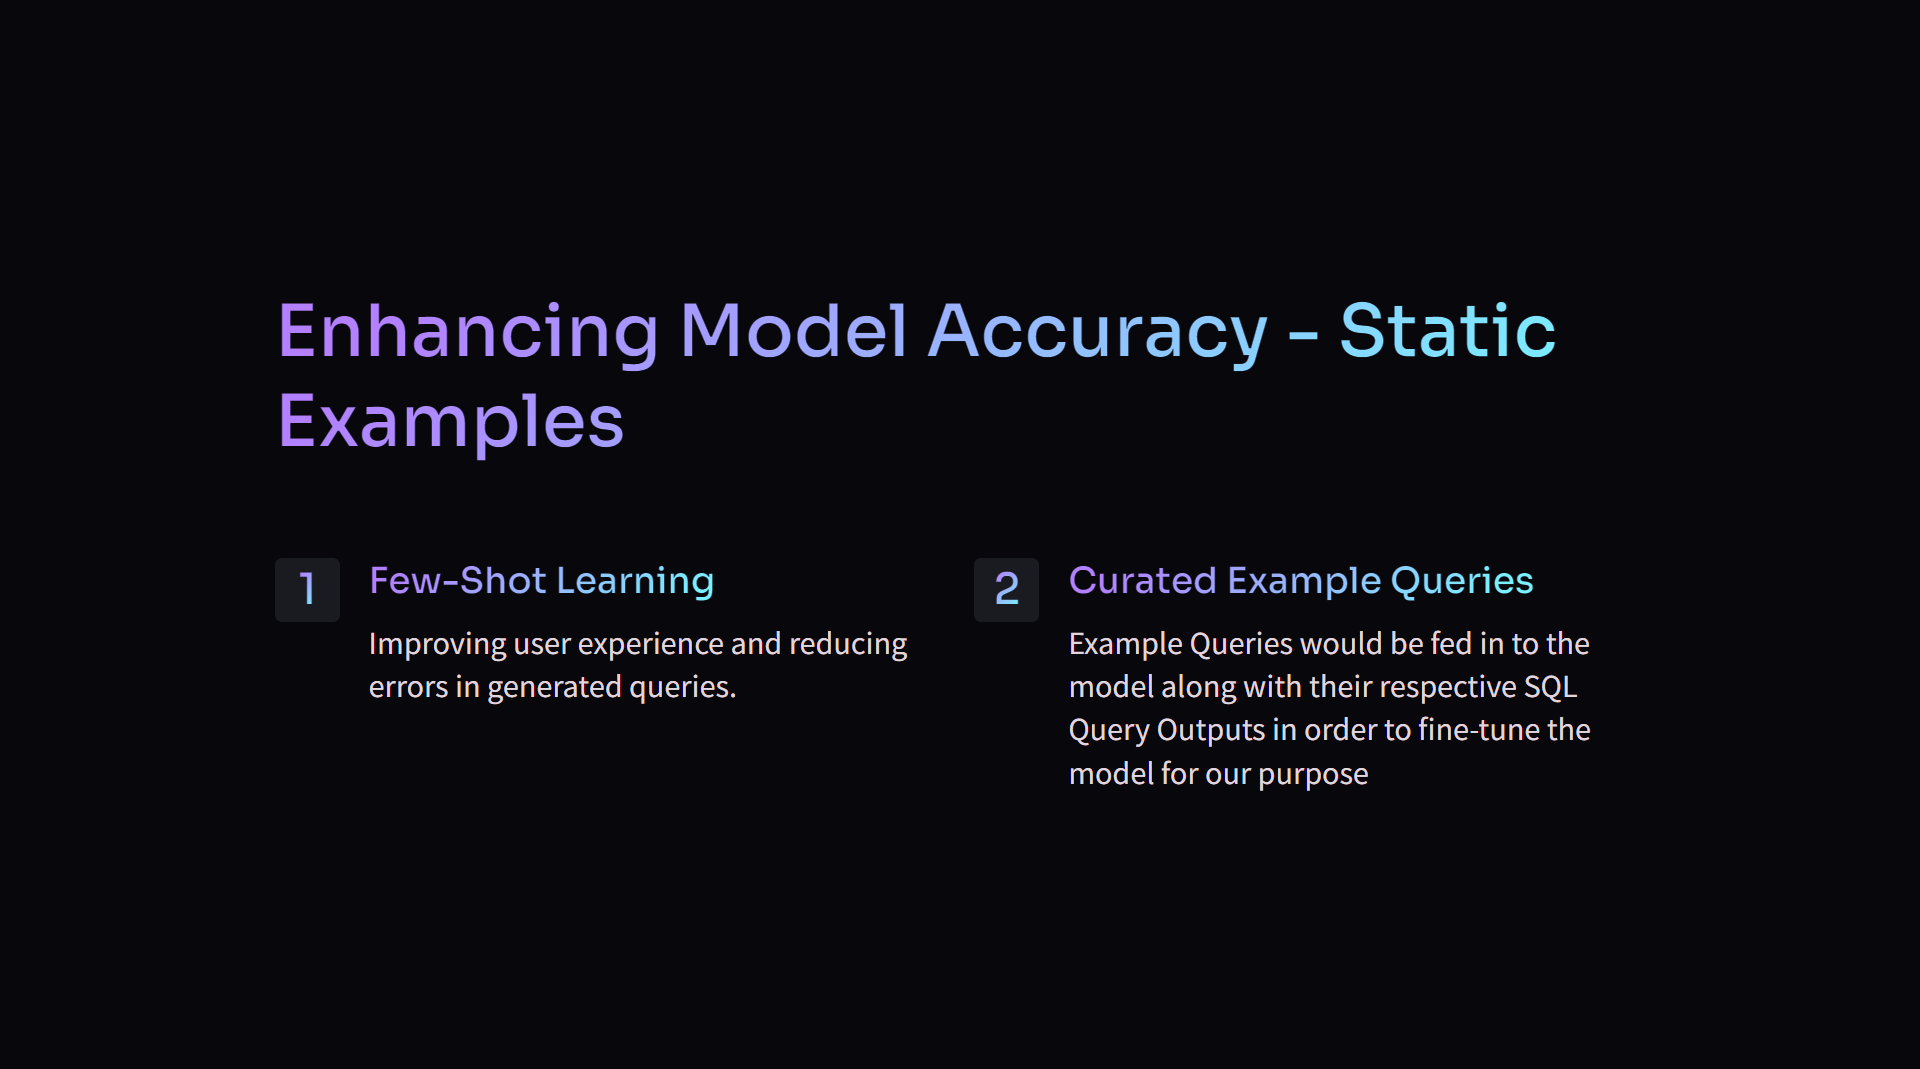 Enhancing Model Accuracy - Static
Examples
1
Few-Shot Learning
Improving user experience and reducing
errors in generated queries.
2
Curated Example Queries
Example Queries would be fed in to the
model along with their respective SQL
Query Outputs in order to fine-tune the
model for our purpose